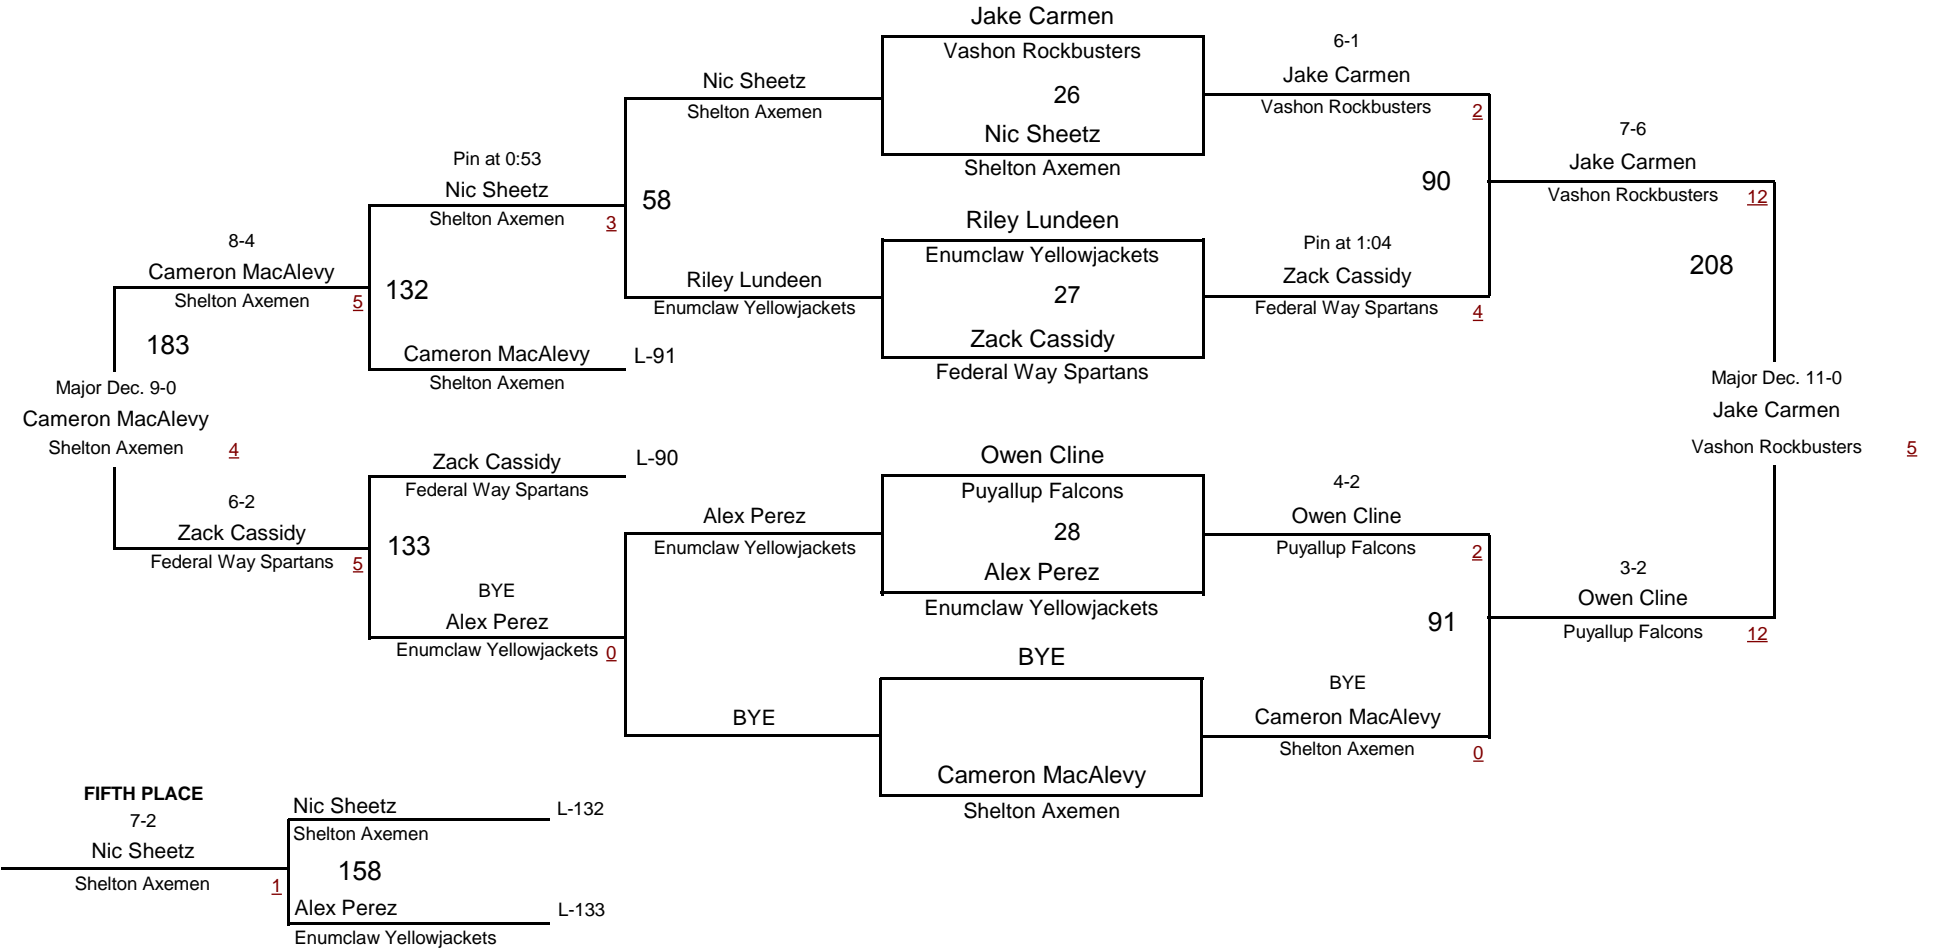 Jake Carmen
Vashon Rockbusters
26
Nic Sheetz
Shelton Axemen
Riley Lundeen
Enumclaw Yellowjackets
27
Zack Cassidy
Federal Way Spartans
Owen Cline
Puyallup Falcons
28
Alex Perez
Enumclaw Yellowjackets
BYE
Cameron MacAlevy
Shelton Axemen
6-1
Jake Carmen
Vashon Rockbusters 2
90
Pin at 1:04
Zack Cassidy
Federal Way Spartans 4
4-2
Owen Cline
Puyallup Falcons 2
91
BYE
Cameron MacAlevy
Shelton Axemen 0
7-6
Jake Carmen
Vashon Rockbusters 12
208
Major Dec. 11-0
Jake Carmen
Vashon Rockbusters 5
3-2
Owen Cline
Puyallup Falcons 12
Nic Sheetz
Shelton Axemen
58
Riley Lundeen
Enumclaw Yellowjackets
Alex Perez
Enumclaw Yellowjackets
BYE
Pin at 0:53
Nic Sheetz
Shelton Axemen 3
132
Cameron MacAlevy L-91
Shelton Axemen
Zack Cassidy L-90
Federal Way Spartans
133
BYE
Alex Perez
Enumclaw Yellowjackets 0
8-4
Cameron MacAlevy
Shelton Axemen 5
183
Major Dec. 9-0
Cameron MacAlevy
Shelton Axemen 4
6-2
Zack Cassidy
Federal Way Spartans 5
FIFTH PLACE
7-2
Nic Sheetz
Shelton Axemen 1
Nic Sheetz L-132
Shelton Axemen
158
Alex Perez L-133
Enumclaw Yellowjackets